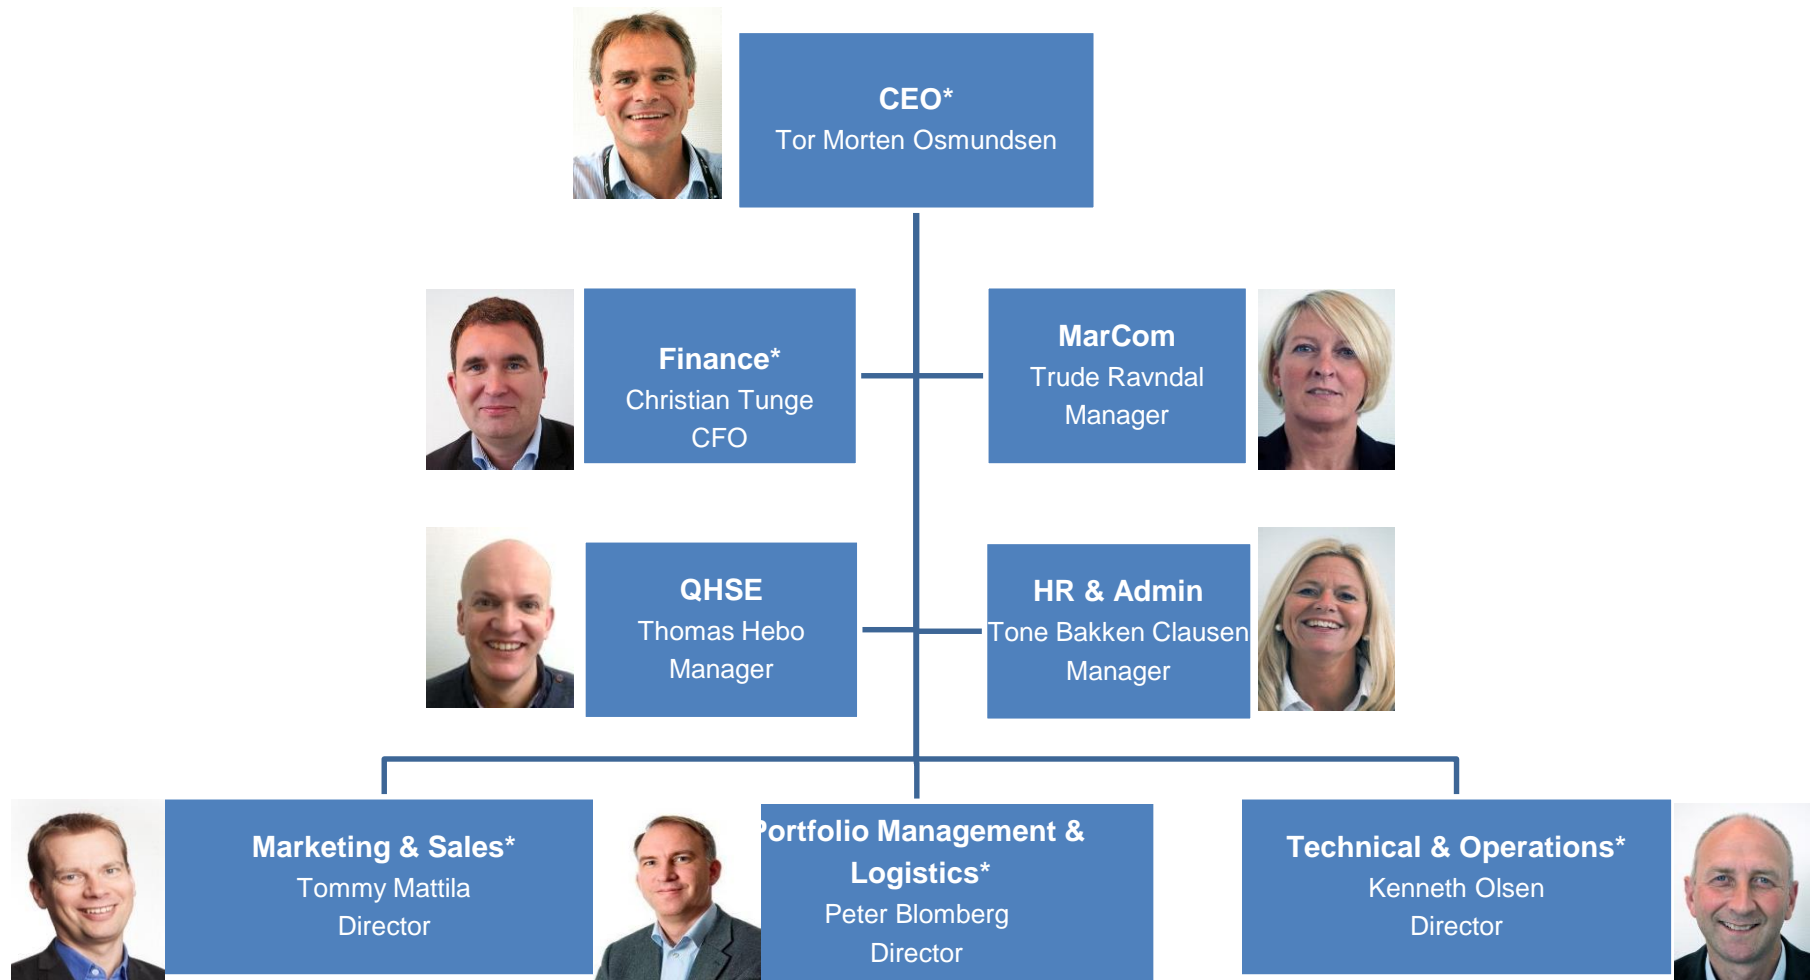 CEO*
Tor Morten Osmundsen
Finance*
Christian Tunge
CFO
MarCom
Trude Ravndal
Manager
QHSE
Thomas Hebo
Manager
HR & Admin
Tone Bakken Clausen
Manager
Marketing & Sales*
Tommy Mattila
Director
Portfolio Management &
Logistics*
Peter Blomberg
Director
Technical & Operations*
Kenneth Olsen
Director